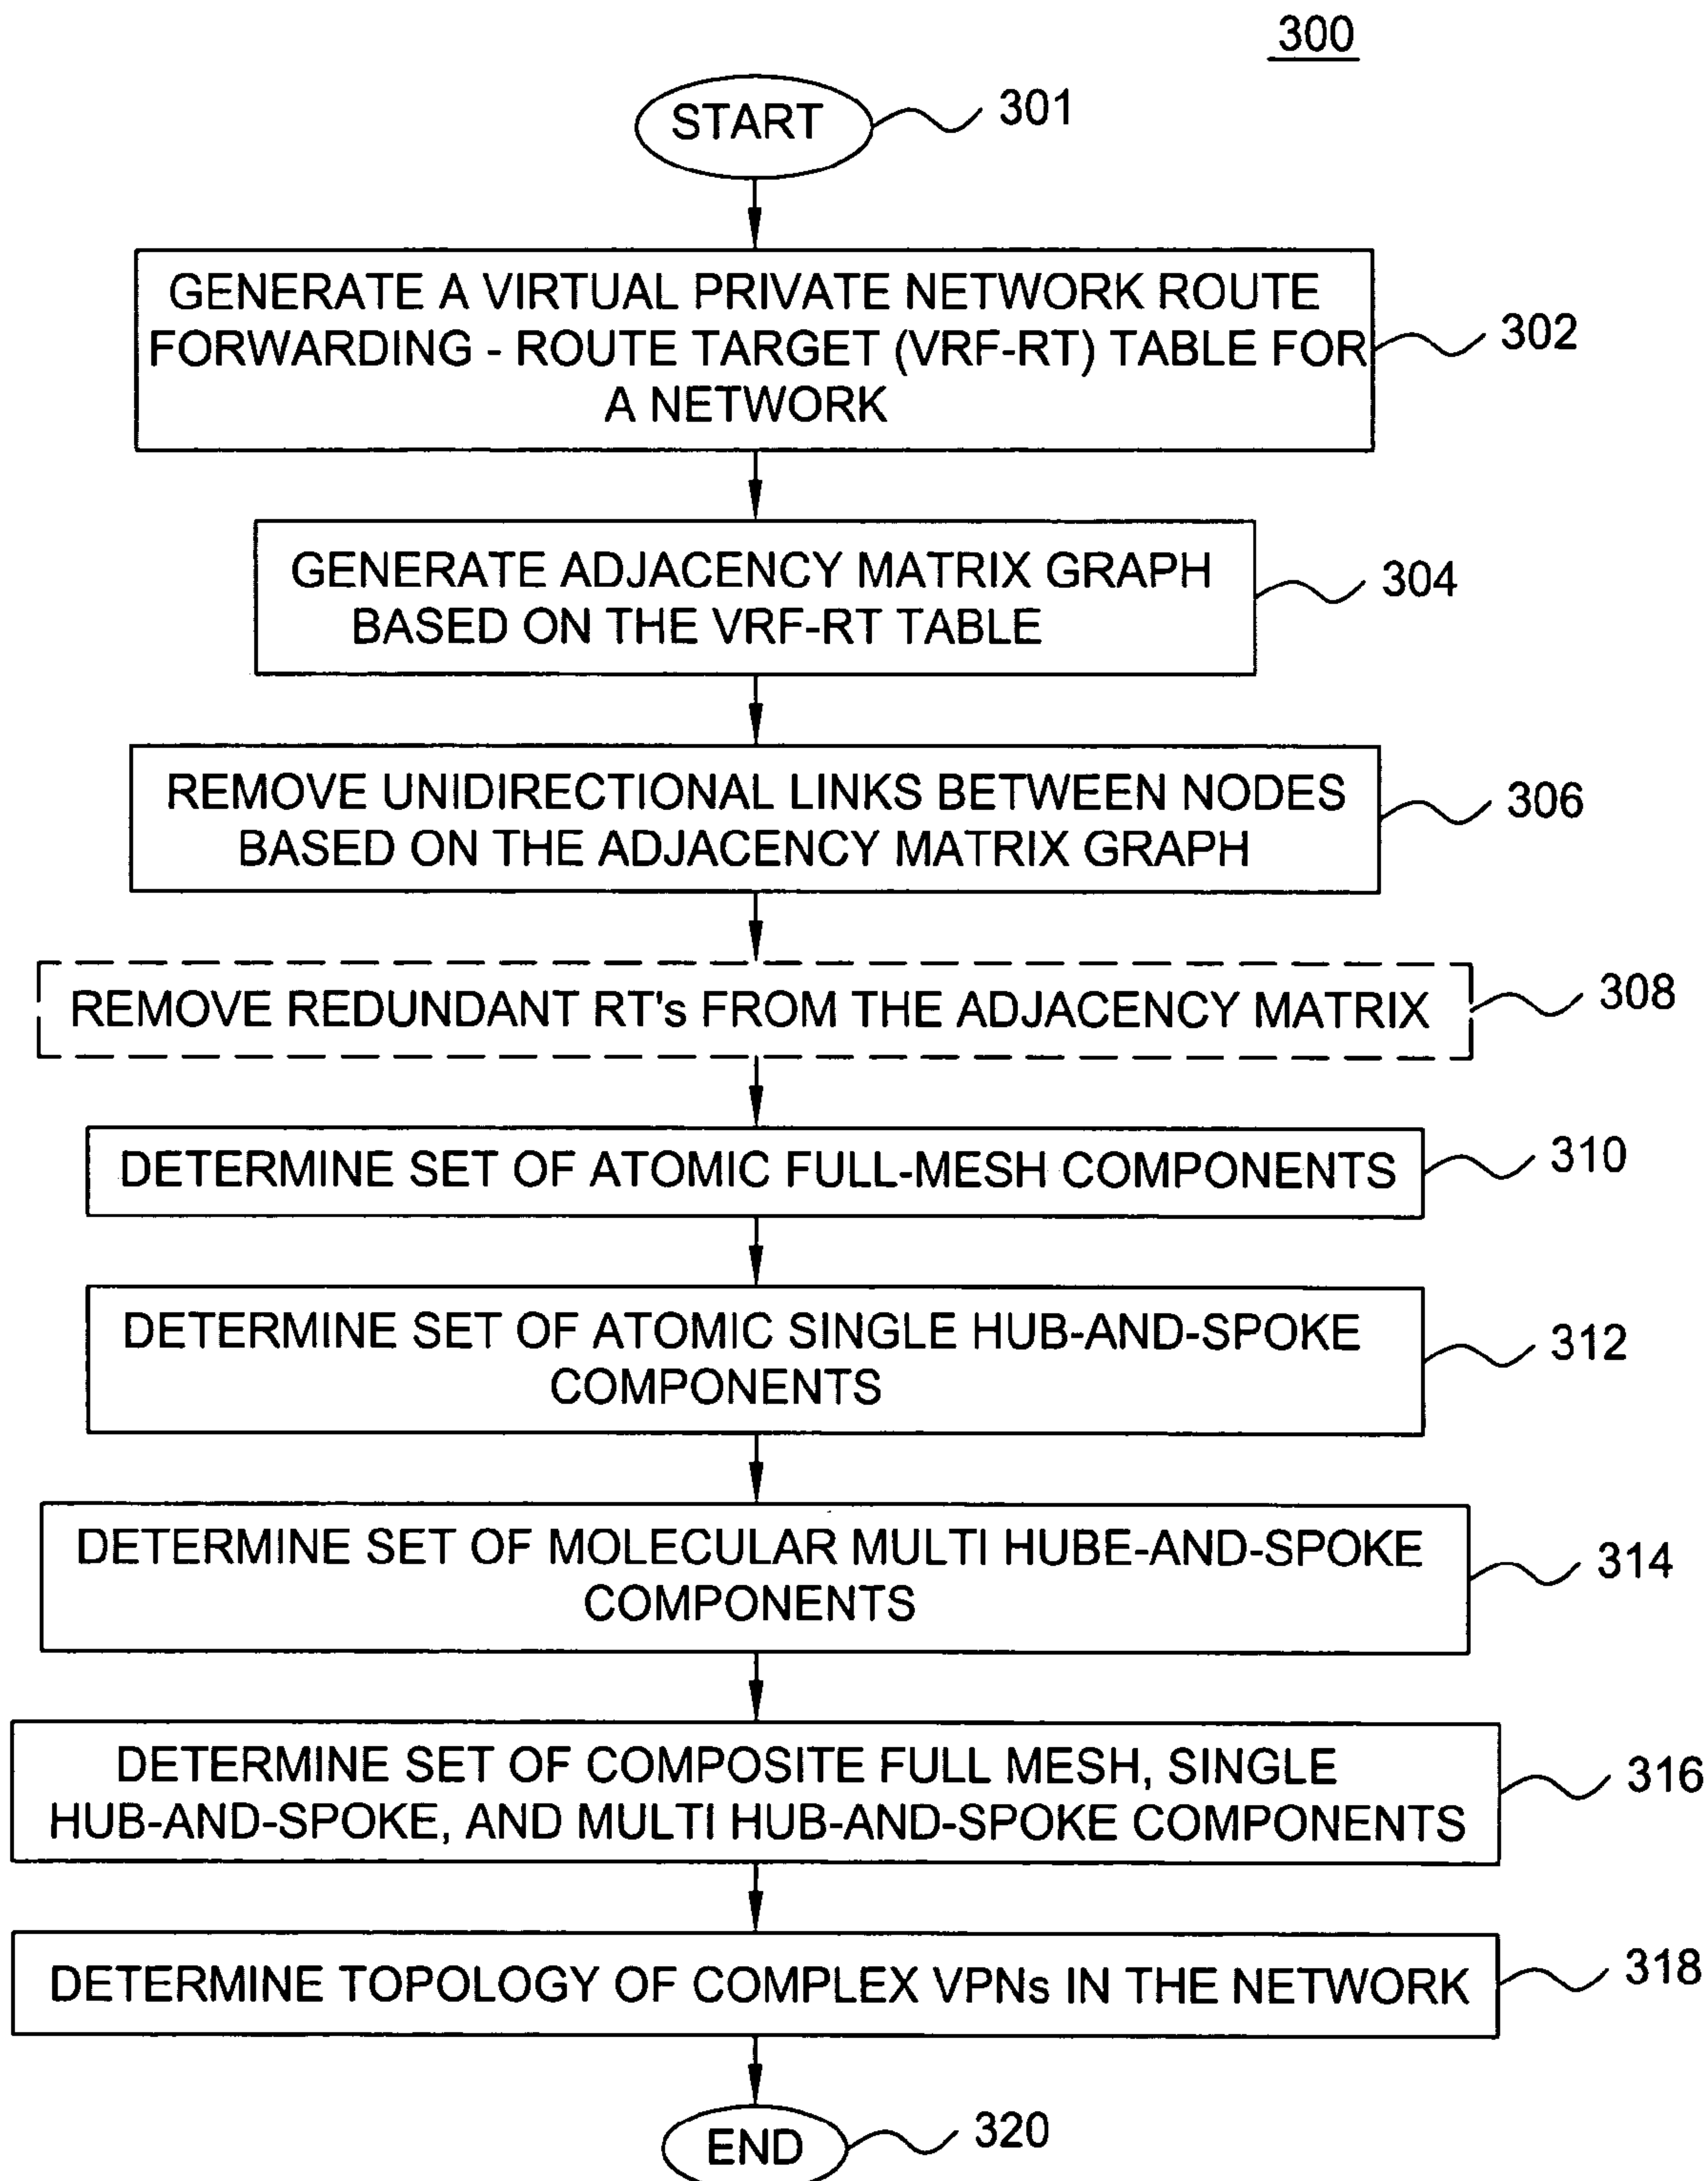 300
START
301
GENERATE A VIRTUAL PRIVATE NETWORK ROUTE
FORWARDING - ROUTE TARGET (VRF-RT) TABLE FOR
A NETWORK
302
GENERATE ADJACENCY MATRIX GRAPH
BASED ON THE VRF-RT TABLE
304
REMOVE UNIDIRECTIONAL LINKS BETWEEN NODES
BASED ON THE ADJACENCY MATRIX GRAPH
306
REMOVE REDUNDANT RT's FROM THE ADJACENCY MATRIX
308
DETERMINE SET OF ATOMIC FULL-MESH COMPONENTS
310
DETERMINE SET OF ATOMIC SINGLE HUB-AND-SPOKE
COMPONENTS
312
DETERMINE SET OF MOLECULAR MULTI HUBE-AND-SPOKE
COMPONENTS
314
DETERMINE SET OF COMPOSITE FULL MESH, SINGLE
HUB-AND-SPOKE, AND MULTI HUB-AND-SPOKE COMPONENTS
316
DETERMINE TOPOLOGY OF COMPLEX VPNs IN THE NETWORK
318
END
320